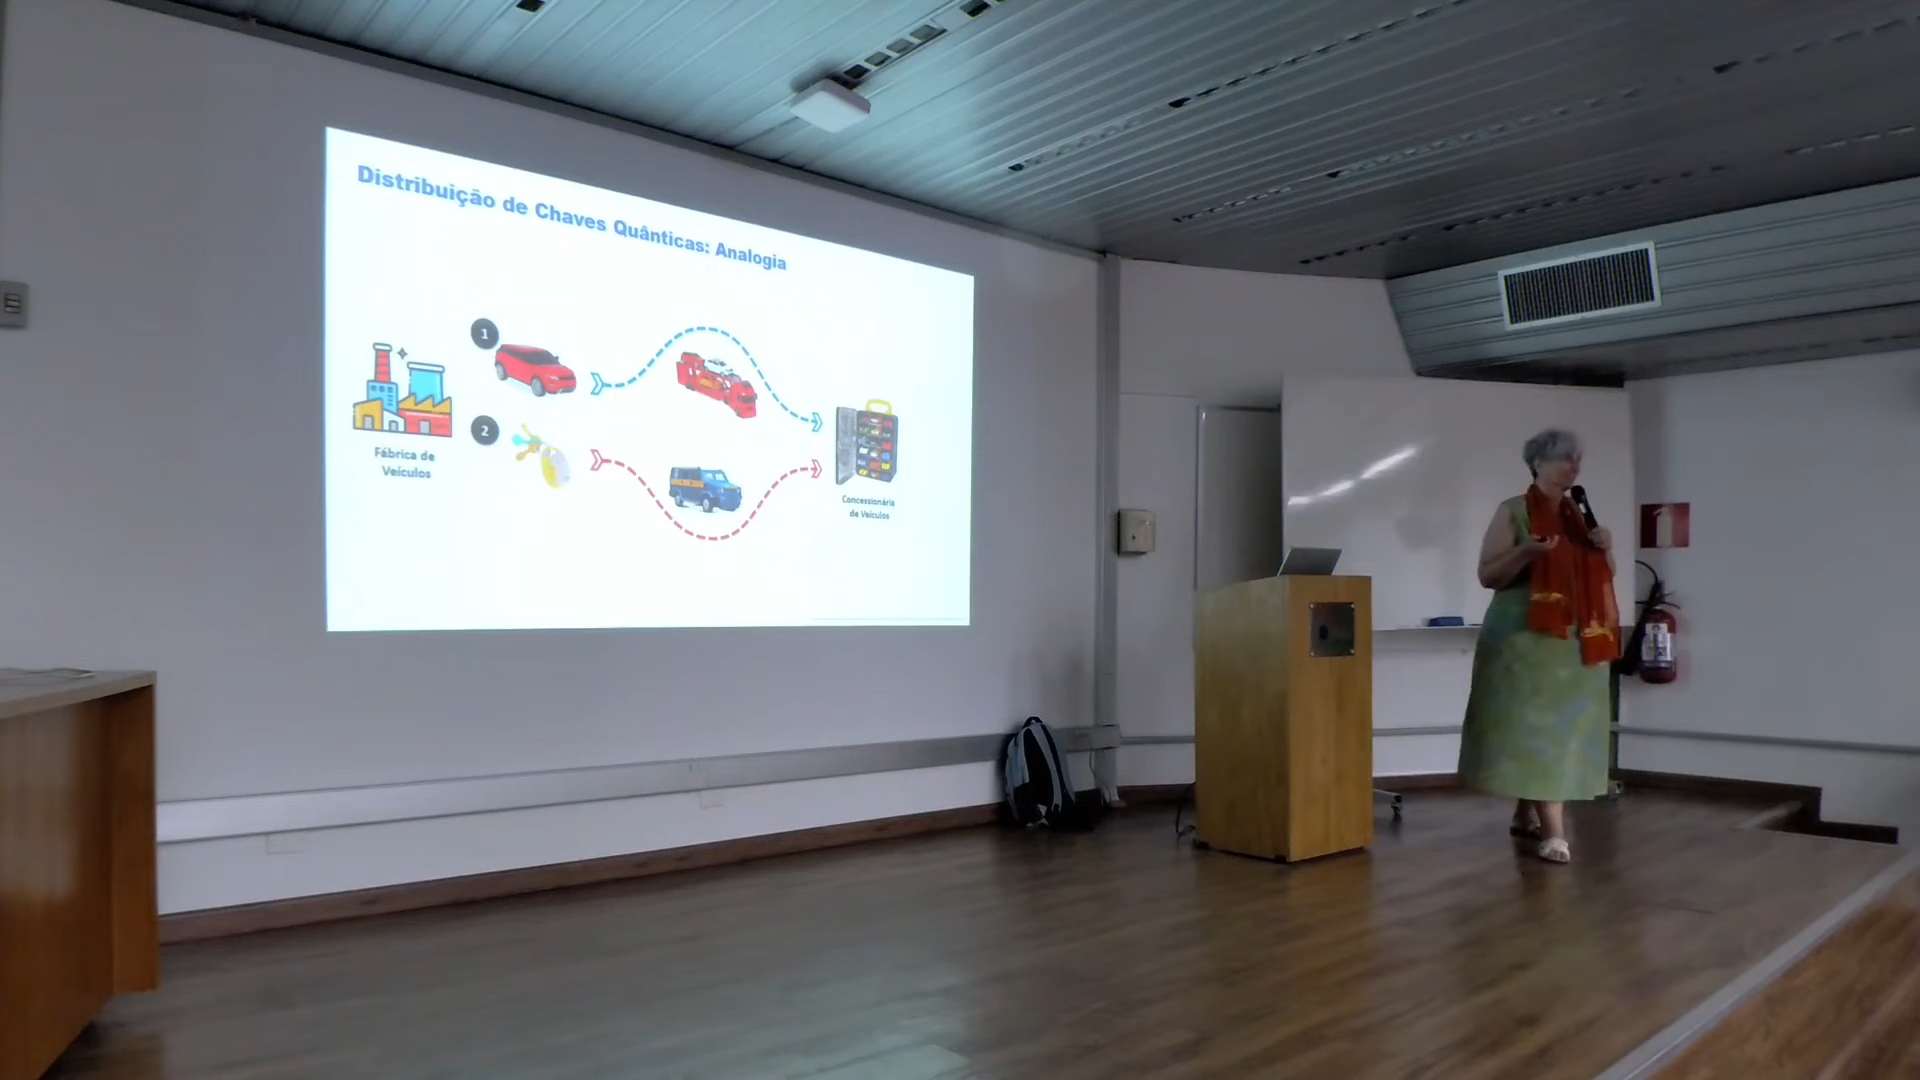 Distribuição de Chaves Quânticas: Analogia
1
2
Fábrica de
Veículos
Concessionária
de Veículos